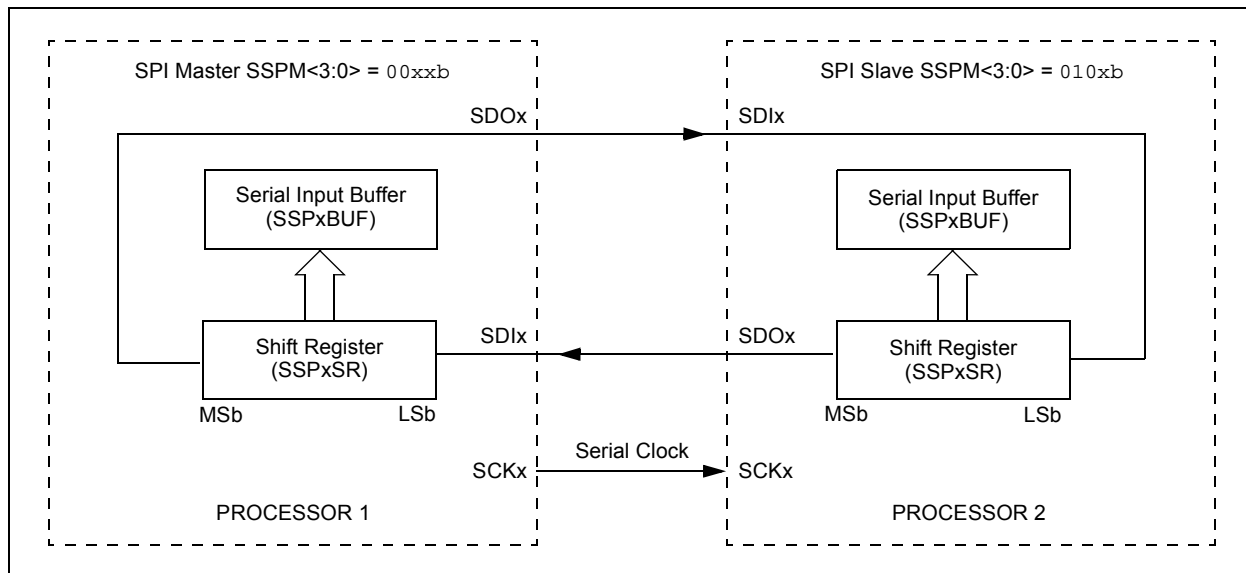 SPI Master SSPM<3:0> = 00xxb
SPI Slave SSPM<3:0> = 010xb
SDOx
SDIx
Serial Input Buffer
(SSPxBUF)
Serial Input Buffer
(SSPxBUF)
Shift Register
(SSPxSR)
MSb
LSb
SDIx
SDOx
Shift Register
(SSPxSR)
MSb
LSb
Serial Clock
SCKx
SCKx
PROCESSOR 1
PROCESSOR 2